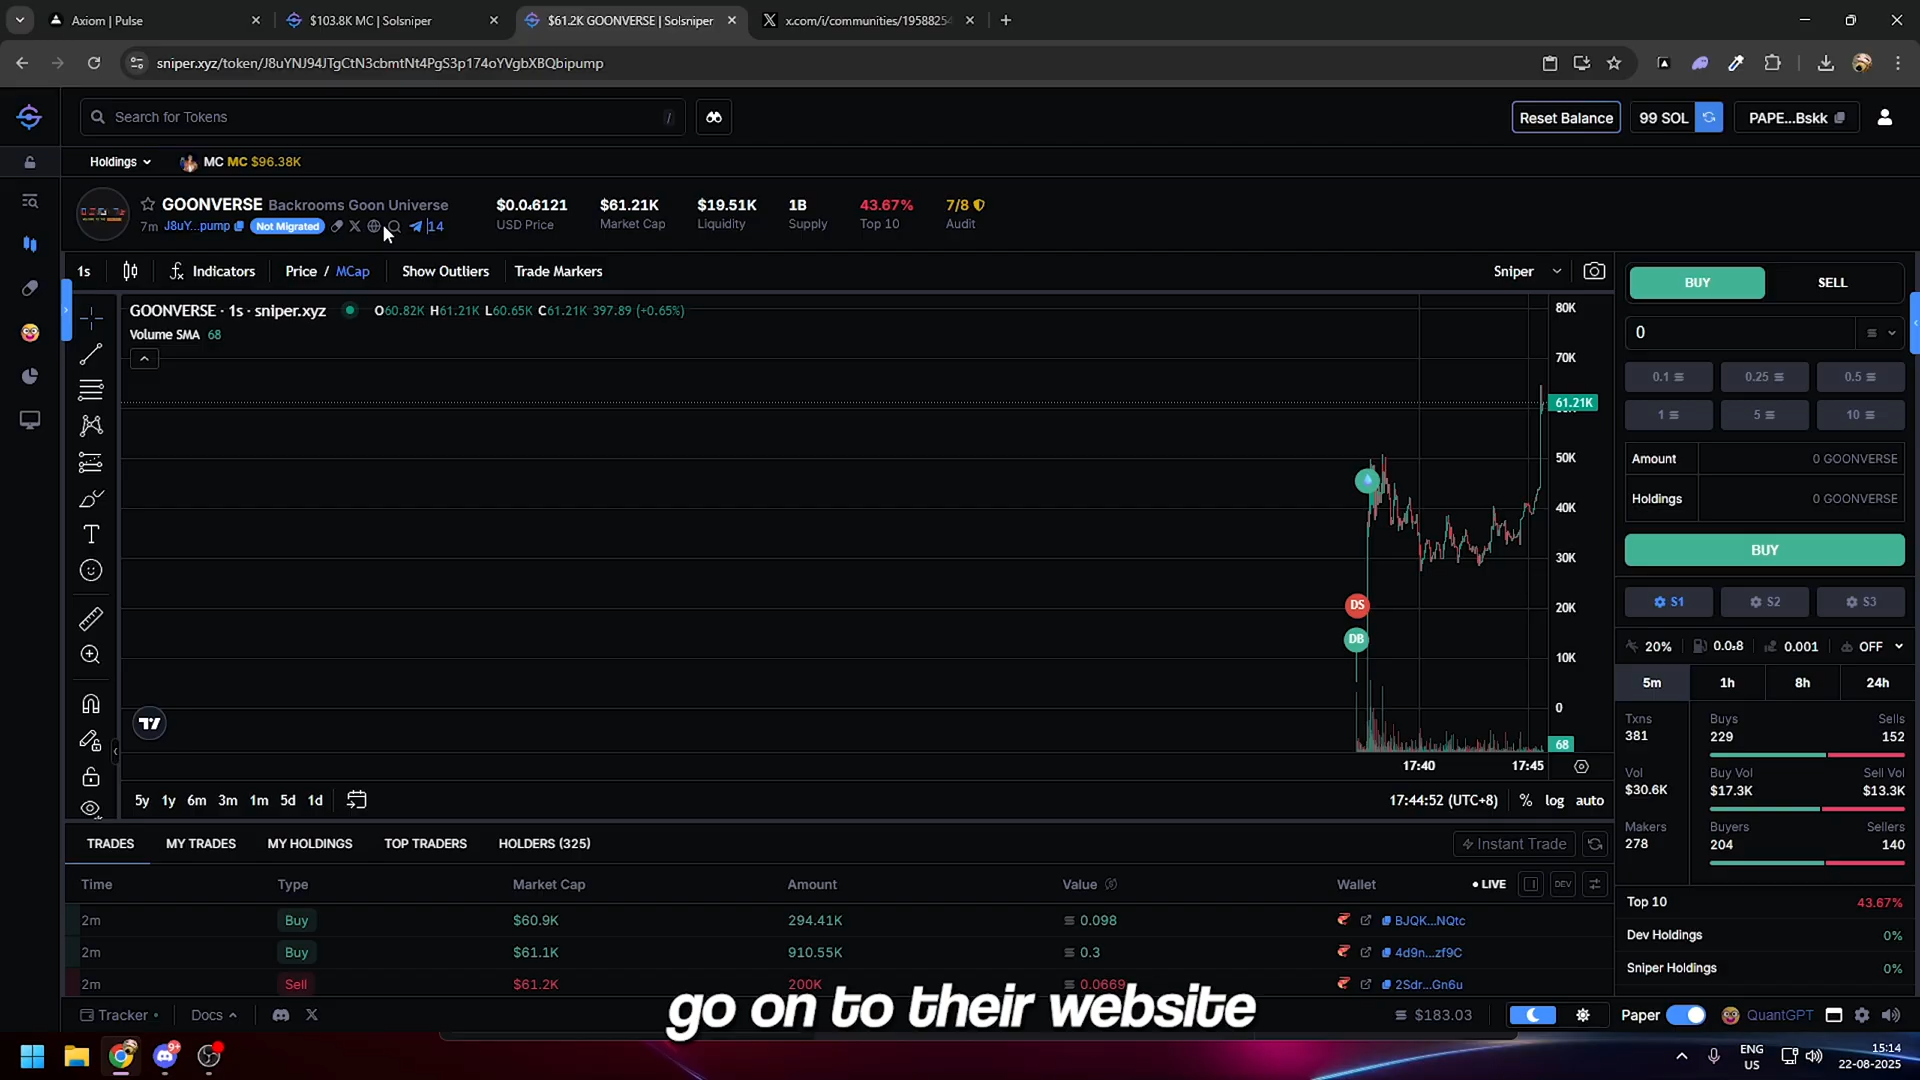 Axiom | Pulse
$103.8K MC | Solsniper
$61.2K GOONVERSE | Solsniper
x.com/i/communities/19588254
sniper.xyz/token/J8uYNJ94JTgCtN3cbmtNt4PgS3p174oYVgbXBQbipump
Search for Tokens /
Reset Balance
99 SOL
PAPE...Bskk
Holdings
MC MC $96.38K
GOONVERSE Backrooms Goon Universe
7m J8uY...pump Not Migrated 14
$0.0₄6121
USD Price
$61.21K
Market Cap
$19.51K
Liquidity
1B
Supply
43.67%
Top 10
7/8
Audit
1s Indicators Price / MCap Show Outliers Trade Markers Sniper
GOONVERSE · 1s · sniper.xyz O60.82K H61.21K L60.65K C61.21K 397.89 (+0.65%)
Volume SMA 68
80K
70K
61.21K
50K
40K
30K
20K
10K
0
68
DS
DB
17:40 17:45
5y 1y 6m 3m 1m 5d 1d 17:44:52 (UTC+8) % log auto
BUY SELL
0
0.1 0.25 0.5
1 5 10
Amount 0 GOONVERSE
Holdings 0 GOONVERSE
BUY
S1 S2 S3
20% 0.0₈8 0.001 OFF
5m 1h 8h 24h
Txns Buys Sells
381 229 152
Vol Buy Vol Sell Vol
$30.6K $17.3K $13.3K
Makers Buyers Sellers
278 204 140
Top 10 43.67%
Dev Holdings 0%
Sniper Holdings 0%
TRADES MY TRADES MY HOLDINGS TOP TRADERS HOLDERS (325) Instant Trade
Time Type Market Cap Amount Value Wallet LIVE DEV
2m Buy $60.9K 294.41K 0.098 BJQK...NQtc
2m Buy $61.1K 910.55K 0.3 4d9n...zf9C
2m Sell $61.2K 200K 0.0669 2Sdr...Gn6u
go on to their website
Tracker Docs $183.03 Paper QuantGPT
9+
ENG
US
15:14
22-08-2025